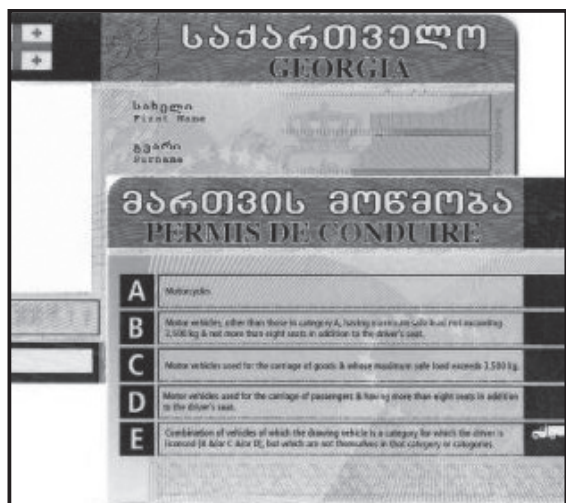 საქართველო
GEORGIA
სახელი
First Name
გვარი
Surname
მართვის მოწმობა
PERMIS DE CONDUIRE
A Motorcycles
B Motor vehicles, other than those in category A, having maximum safe load not exceeding
3,500 kg & not more than eight seats in addition to the driver's seat.
C Motor vehicles used for the carriage of goods & whose maximum safe load exceeds 3,500 kg.
D Motor vehicles used for the carriage of passengers & having more than eight seats in addition
to the driver's seat.
E Combination of vehicles of which the drawing vehicle is a category for which the driver is
licensed [B &/or C &/or D], but which are not themselves in that category or categories.